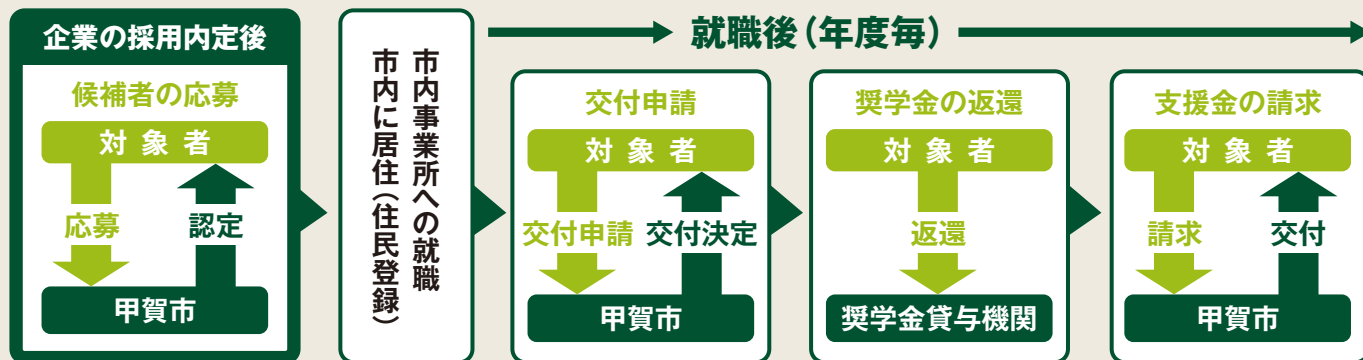 企業の採用内定後
候補者の応募
対象者
応募
認定
甲賀市
市内事業所への就職
市内に居住（住民登録）
就職後（年度毎）
交付申請
対象者
交付申請
交付決定
甲賀市
奨学金の返還
対象者
返還
奨学金貸与機関
支援金の請求
対象者
請求
交付
甲賀市